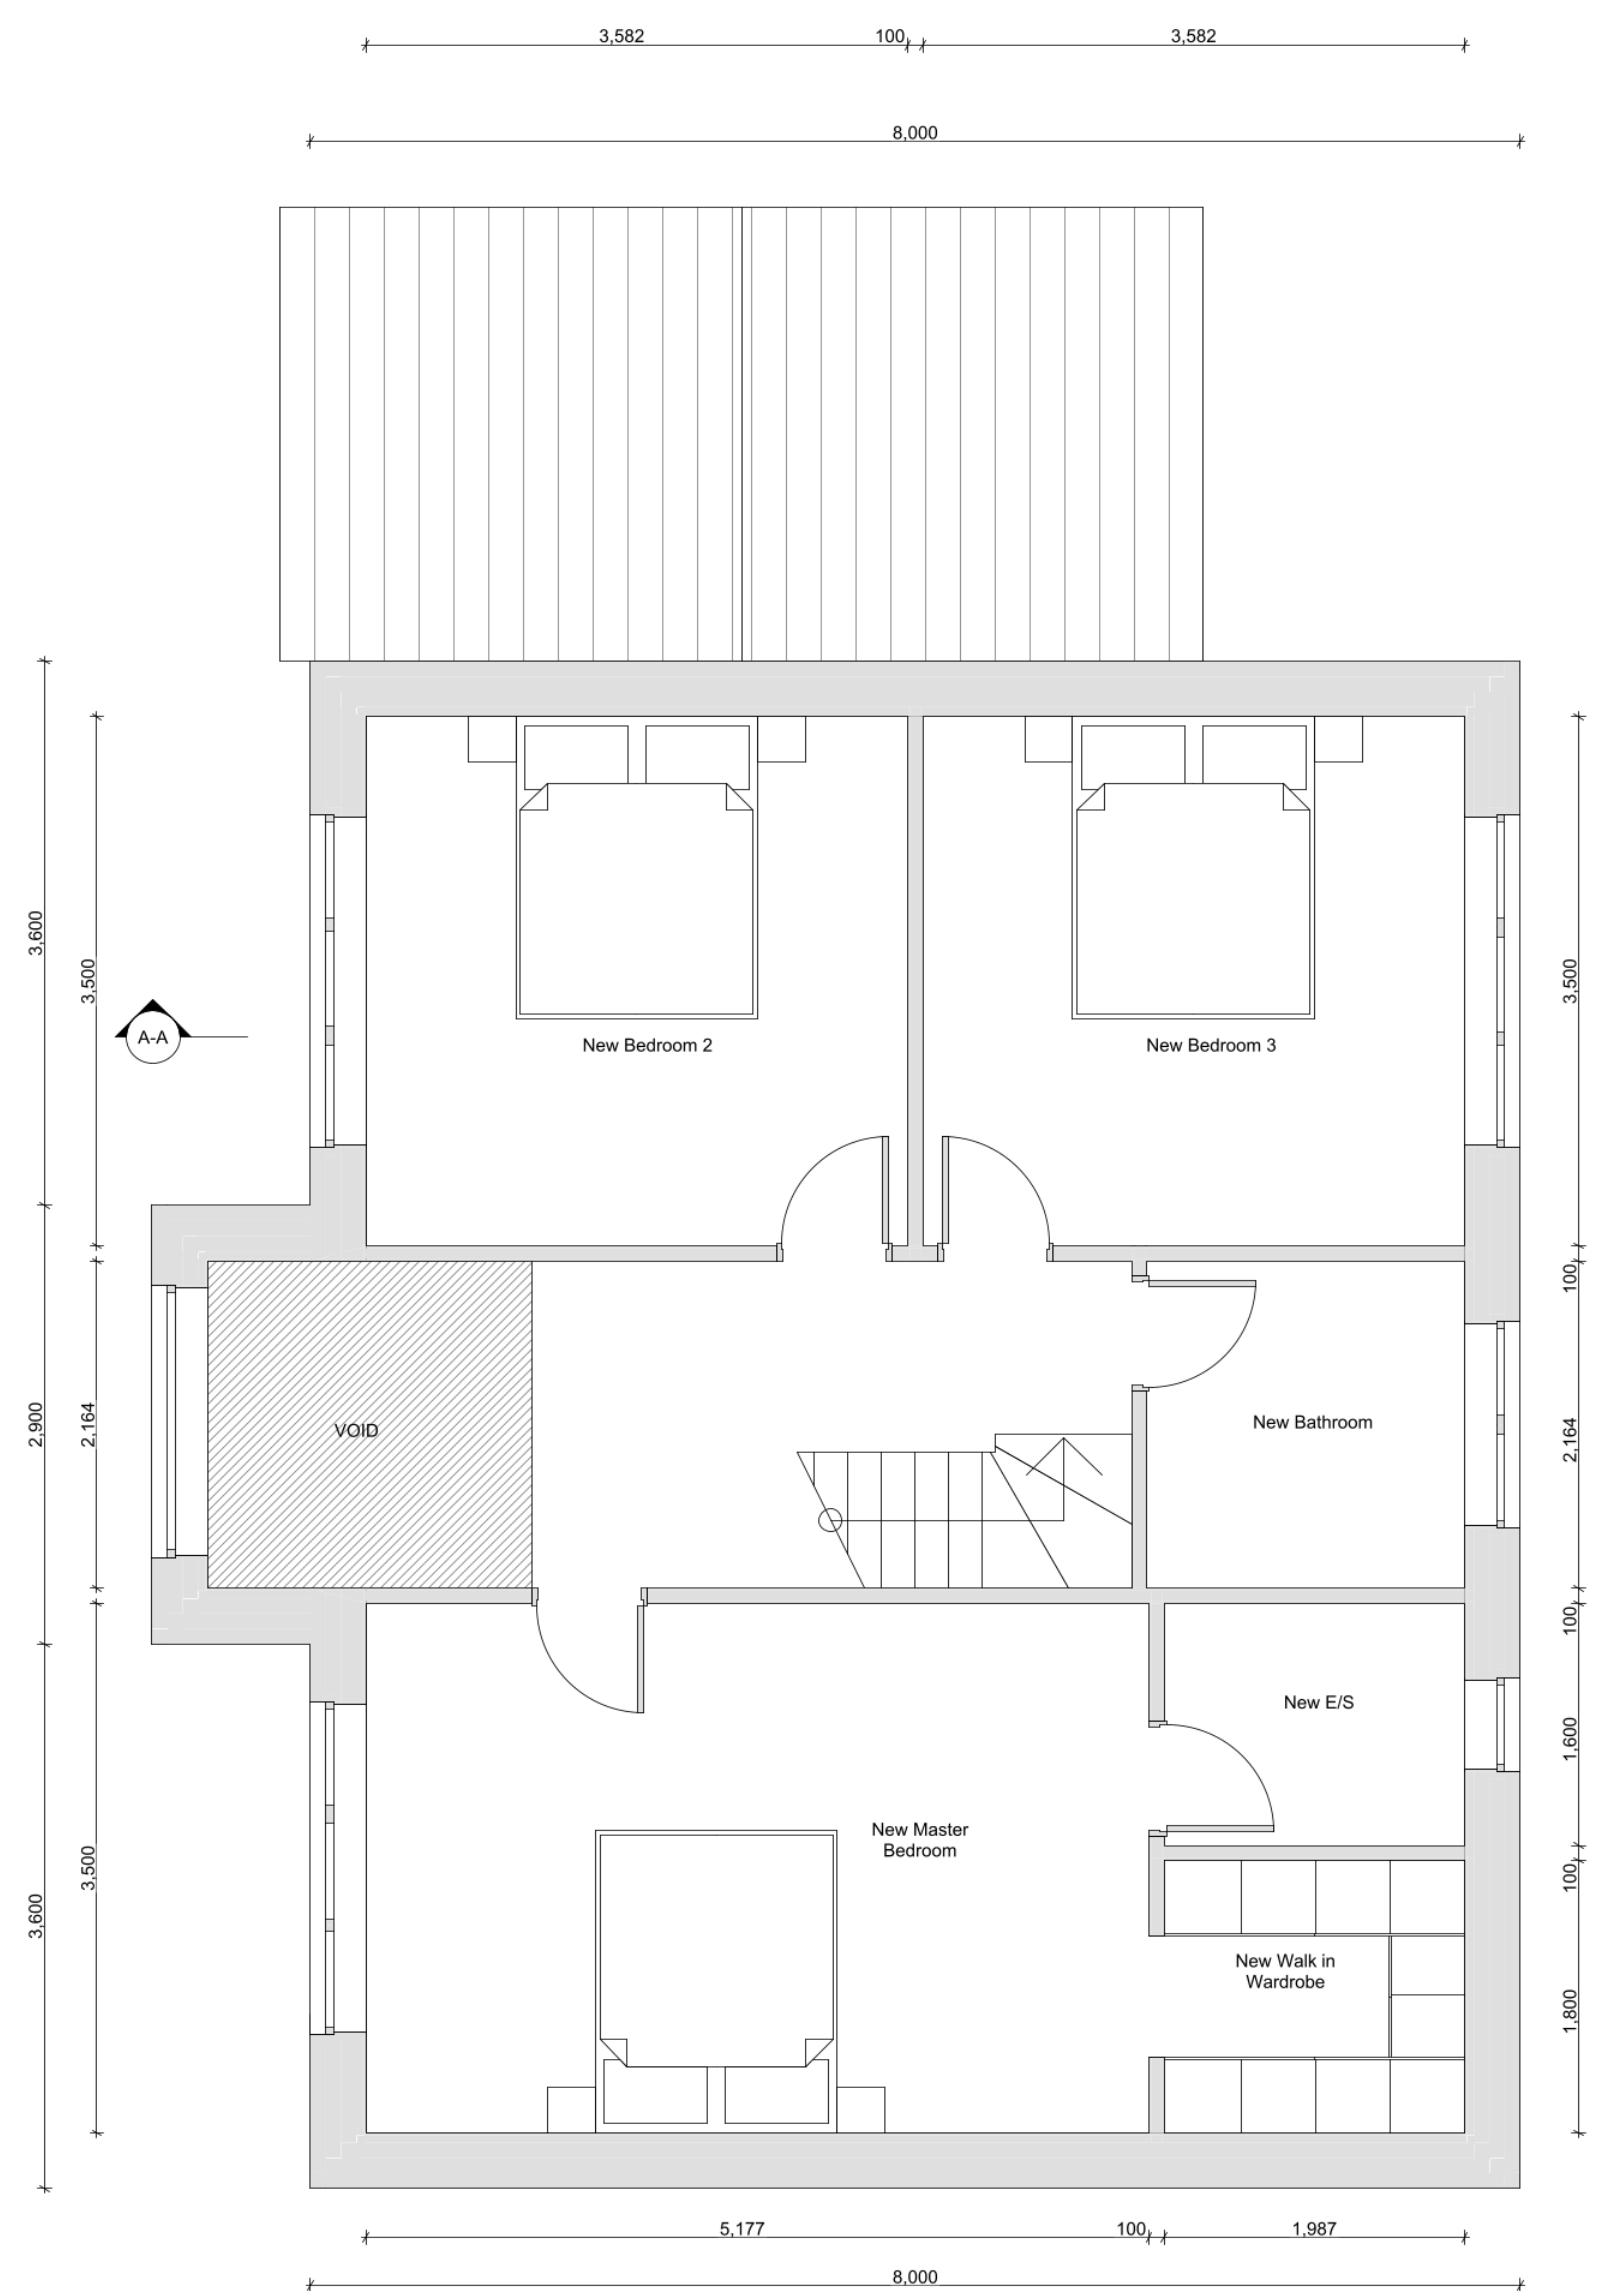 3,582
100
3,582
8,000
3,600
3,500
3,500
A-A
New Bedroom 2
New Bedroom 3
100
2,900
2,164
VOID
New Bathroom
2,164
100
New E/S
1,600
New Master
Bedroom
3,500
3,600
100
New Walk in
Wardrobe
1,800
5,177
100
1,987
8,000